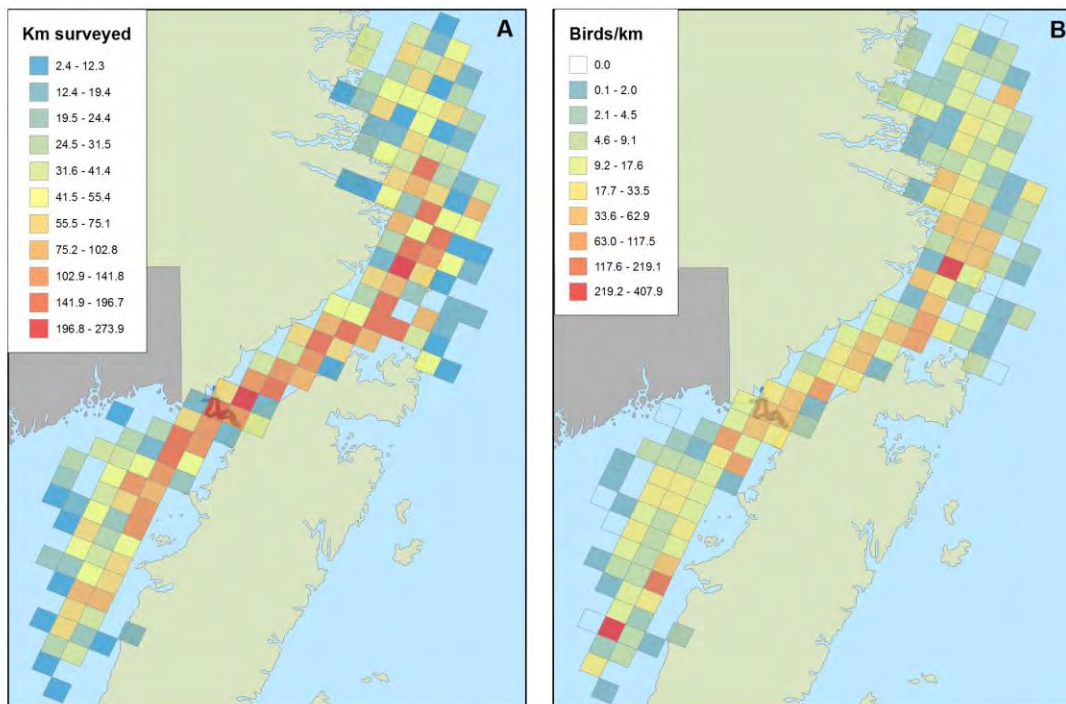 Km surveyed
A
2.4 - 12.3
12.4 - 19.4
19.5 - 24.4
24.5 - 31.5
31.6 - 41.4
41.5 - 55.4
55.5 - 75.1
75.2 - 102.8
102.9 - 141.8
141.9 - 196.7
196.8 - 273.9
Birds/km
B
0.0
0.1 - 2.0
2.1 - 4.5
4.6 - 9.1
9.2 - 17.6
17.7 - 33.5
33.6 - 62.9
63.0 - 117.5
117.6 - 219.1
219.2 - 407.9